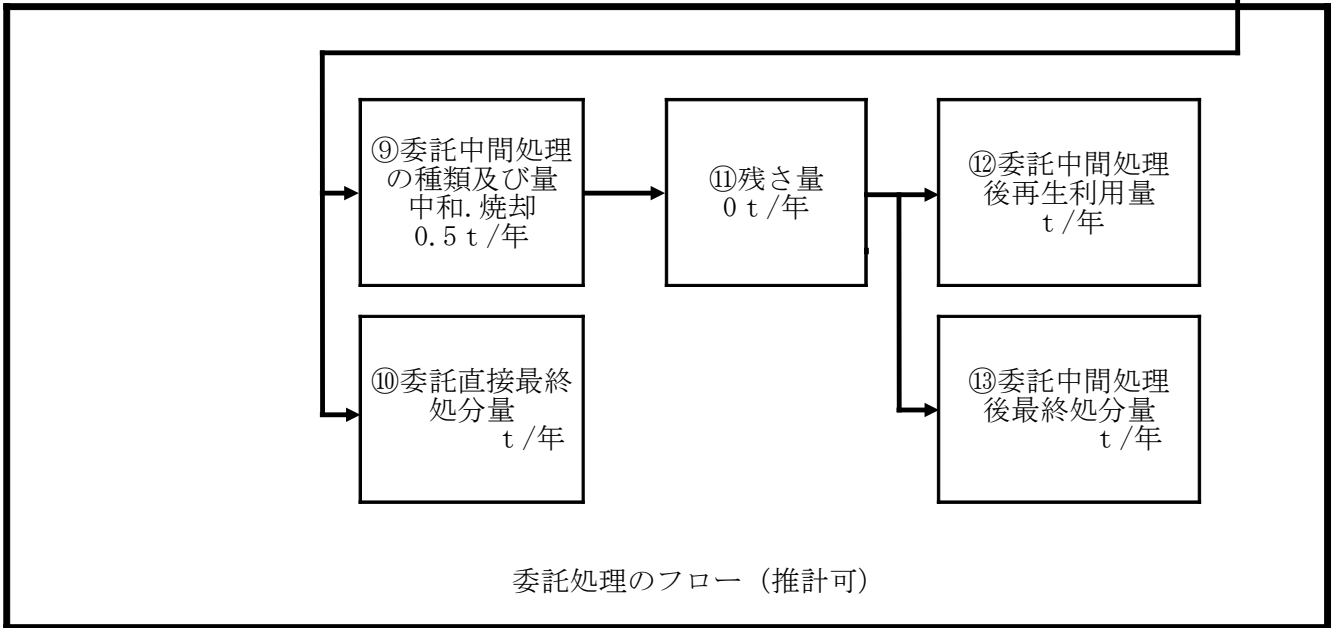 ⑨委託中間処理
の種類及び量
中和.焼却
0.5ｔ/年
⑪残さ量
0ｔ/年
⑫委託中間処理
後再生利用量
ｔ/年
⑩委託直接最終
処分量
ｔ/年
⑬委託中間処理
後最終処分量
ｔ/年
委託処理のフロー（推計可）